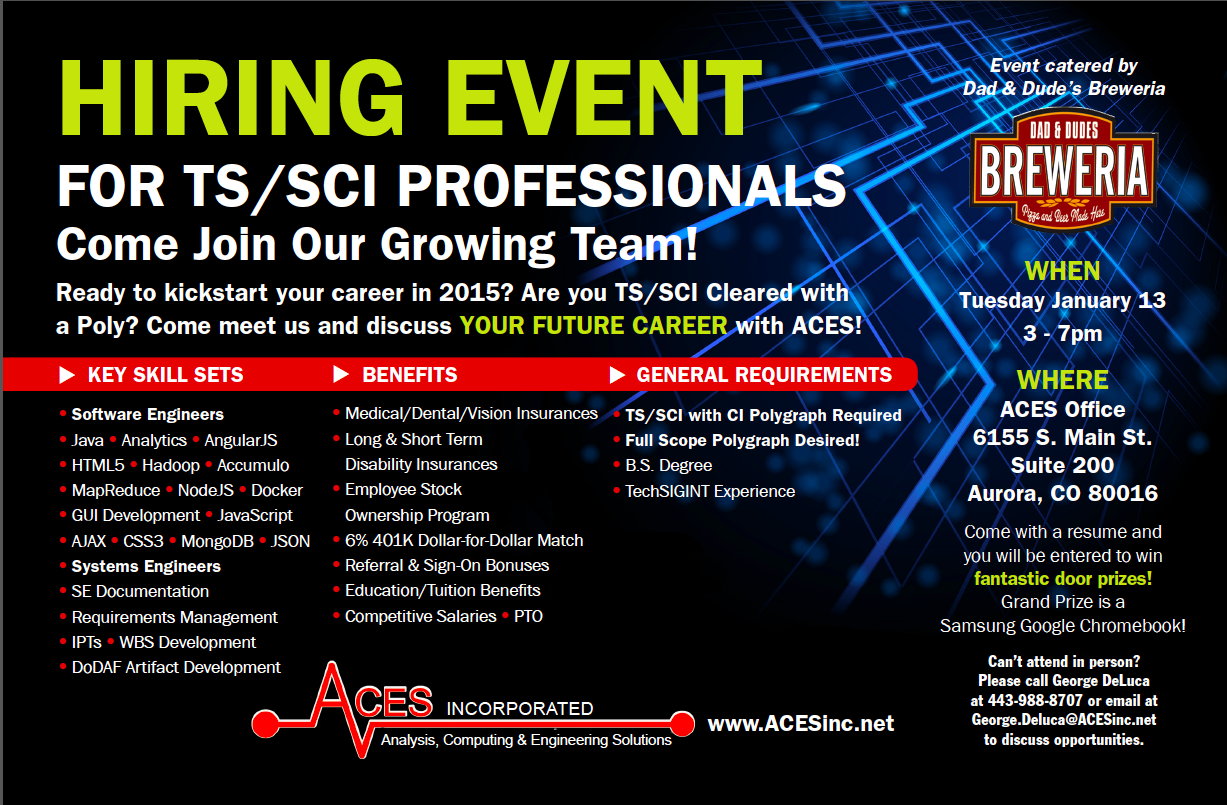 HIRING EVENT
FOR TS/SCI PROFESSIONALS
Come Join Our Growing Team!
Ready to kickstart your career in 2015? Are you TS/SCI Cleared with
a Poly? Come meet us and discuss YOUR FUTURE CAREER with ACES!
KEY SKILL SETS
• Software Engineers
• Java • Analytics • AngularJS
• HTML5 • Hadoop • Accumulo
• MapReduce • NodeJS • Docker
• GUI Development • JavaScript
• AJAX • CSS3 • MongoDB • JSON
• Systems Engineers
• SE Documentation
• Requirements Management
• IPTs • WBS Development
• DoDAF Artifact Development
BENEFITS
• Medical/Dental/Vision Insurances
• Long & Short Term
Disability Insurances
• Employee Stock
Ownership Program
• 6% 401K Dollar-for-Dollar Match
• Referral & Sign-On Bonuses
• Education/Tuition Benefits
• Competitive Salaries • PTO
GENERAL REQUIREMENTS
• TS/SCI with CI Polygraph Required
• Full Scope Polygraph Desired!
• B.S. Degree
• TechSIGINT Experience
Event catered by
Dad & Dude's Breweria
DAD & DUDES
BREWERIA
Pizza and Beer Made Here
WHEN
Tuesday January 13
3 - 7pm
WHERE
ACES Office
6155 S. Main St.
Suite 200
Aurora, CO 80016
Come with a resume and
you will be entered to win
fantastic door prizes!
Grand Prize is a
Samsung Google Chromebook!
Can't attend in person?
Please call George DeLuca
at 443-988-8707 or email at
George.Deluca@ACESinc.net
to discuss opportunities.
ACES INCORPORATED
Analysis, Computing & Engineering Solutions
www.ACESinc.net